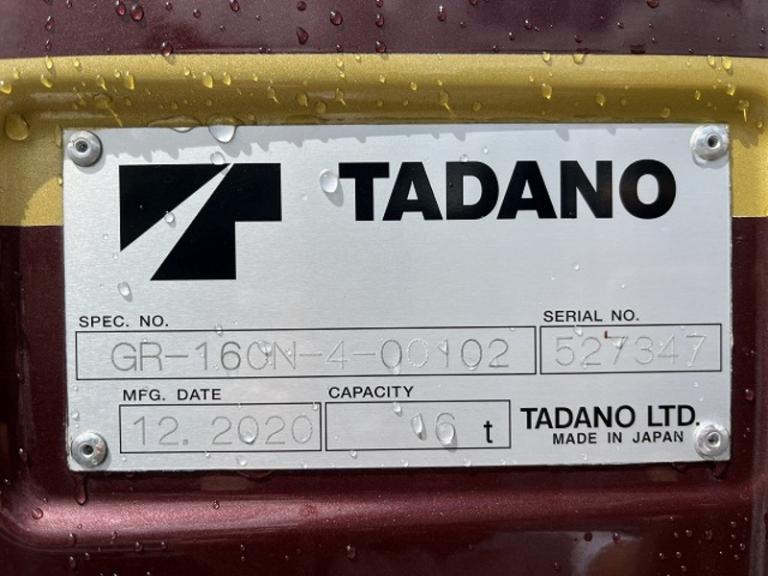 TADANO
SPEC. NO.
GR-160N-4-00102
SERIAL NO.
527347
MFG. DATE
12. 2020
CAPACITY
16 t
TADANO LTD.
MADE IN JAPAN